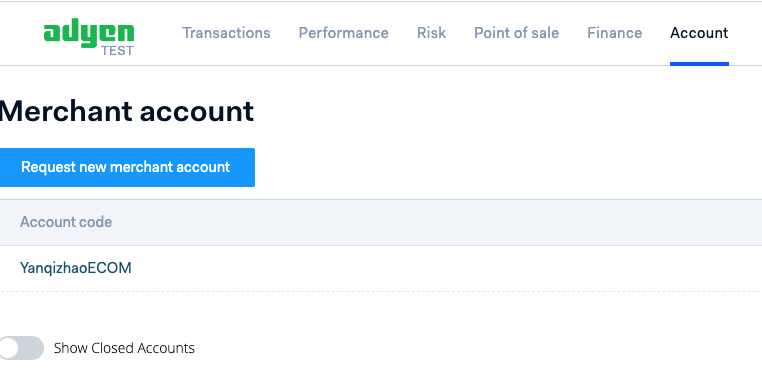 adyen
TEST
Transactions Performance Risk Point of sale Finance Account
Merchant account
Request new merchant account
Account code
YanqizhaoECOM
Show Closed Accounts